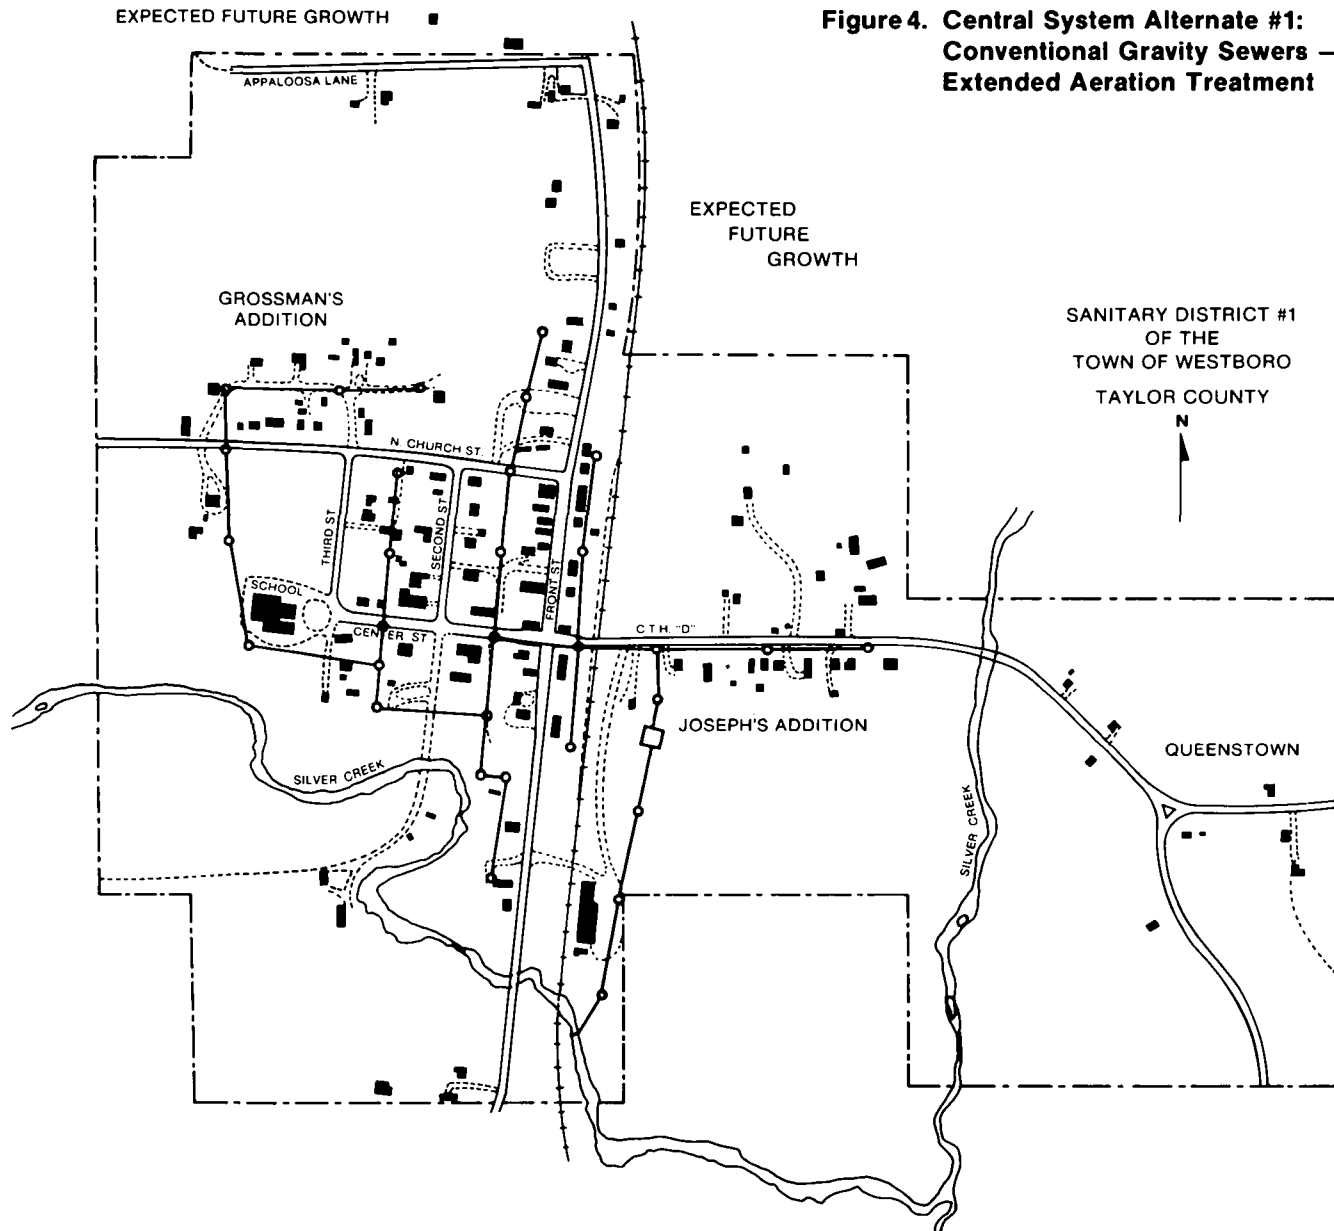 EXPECTED FUTURE GROWTH
Figure 4. Central System Alternate #1:
Conventional Gravity Sewers —
Extended Aeration Treatment
APPALOOSA LANE
EXPECTED
FUTURE
GROWTH
GROSSMAN'S
ADDITION
SANITARY DISTRICT #1
OF THE
TOWN OF WESTBORO
TAYLOR COUNTY
N
N. CHURCH ST.
THIRD ST
SECOND ST
FRONT ST
SCHOOL
CENTER ST
C.T.H. "D"
JOSEPH'S ADDITION
QUEENSTOWN
SILVER CREEK
SILVER CREEK